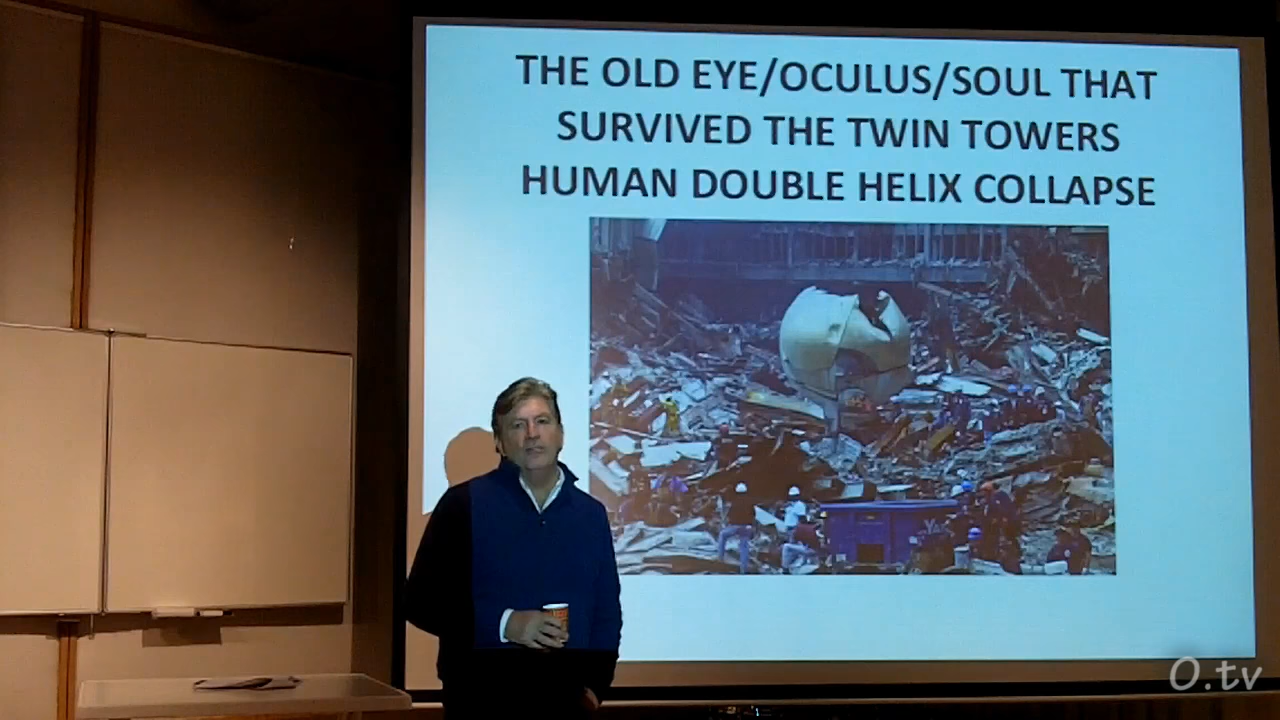 THE OLD EYE/OCULUS/SOUL THAT
SURVIVED THE TWIN TOWERS
HUMAN DOUBLE HELIX COLLAPSE
O.tv